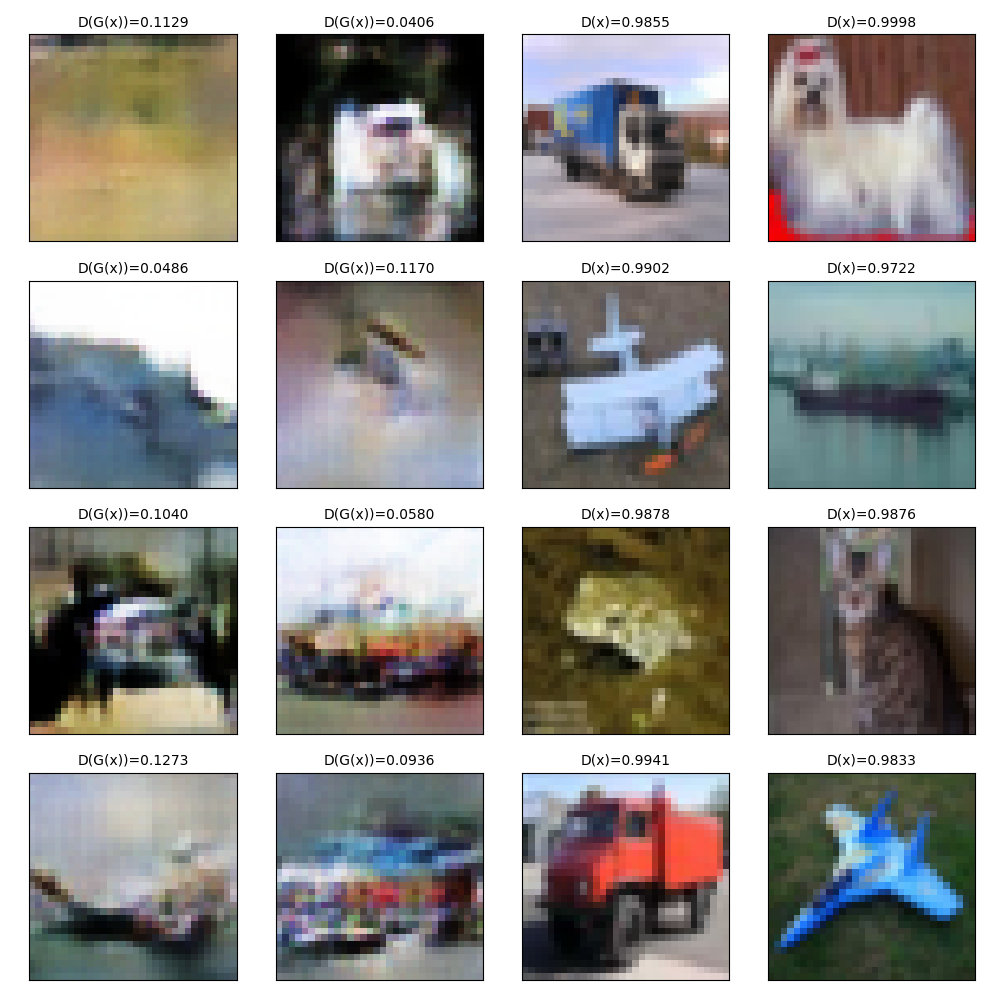 D(G(x))=0.1129
D(G(x))=0.0406
D(x)=0.9855
D(x)=0.9998
D(G(x))=0.0486
D(G(x))=0.1170
D(x)=0.9902
D(x)=0.9722
D(G(x))=0.1040
D(G(x))=0.0580
D(x)=0.9878
D(x)=0.9876
D(G(x))=0.1273
D(G(x))=0.0936
D(x)=0.9941
D(x)=0.9833